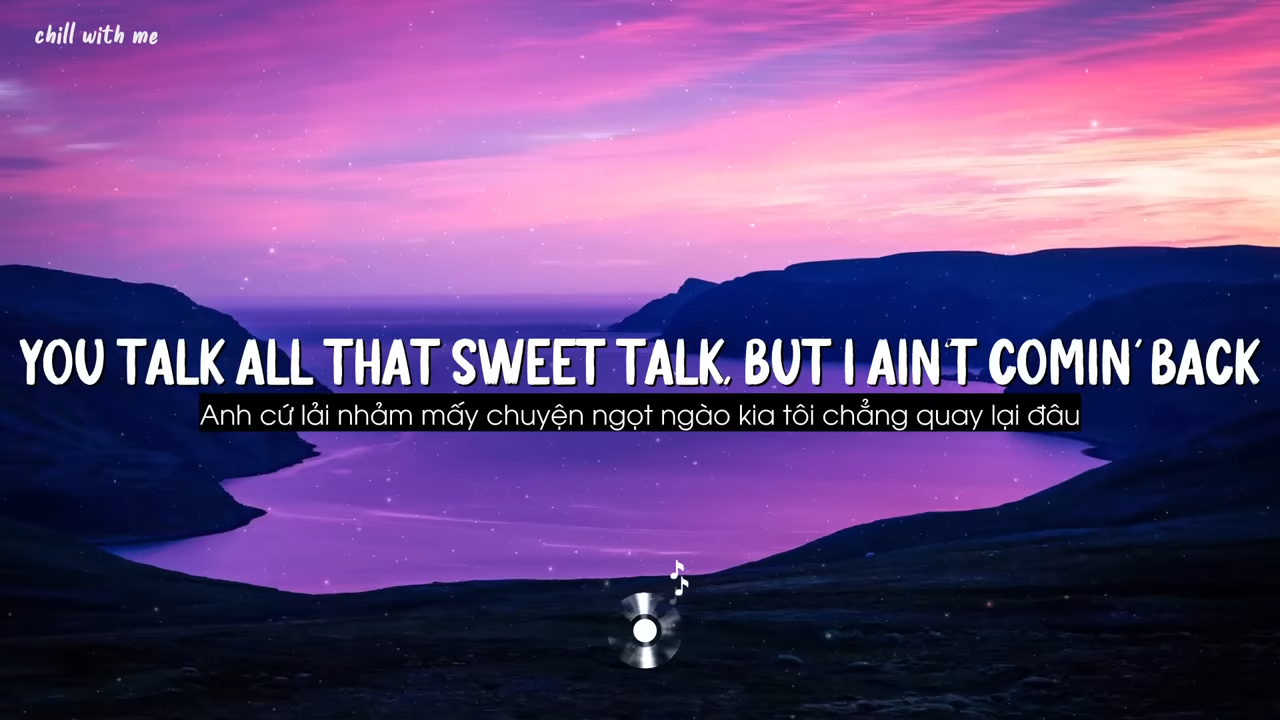 chill with me
YOU TALK ALL THAT SWEET TALK, BUT I AIN'T COMIN' BACK
Anh cứ lải nhảm mấy chuyện ngọt ngào kia tôi chẳng quay lại đâu